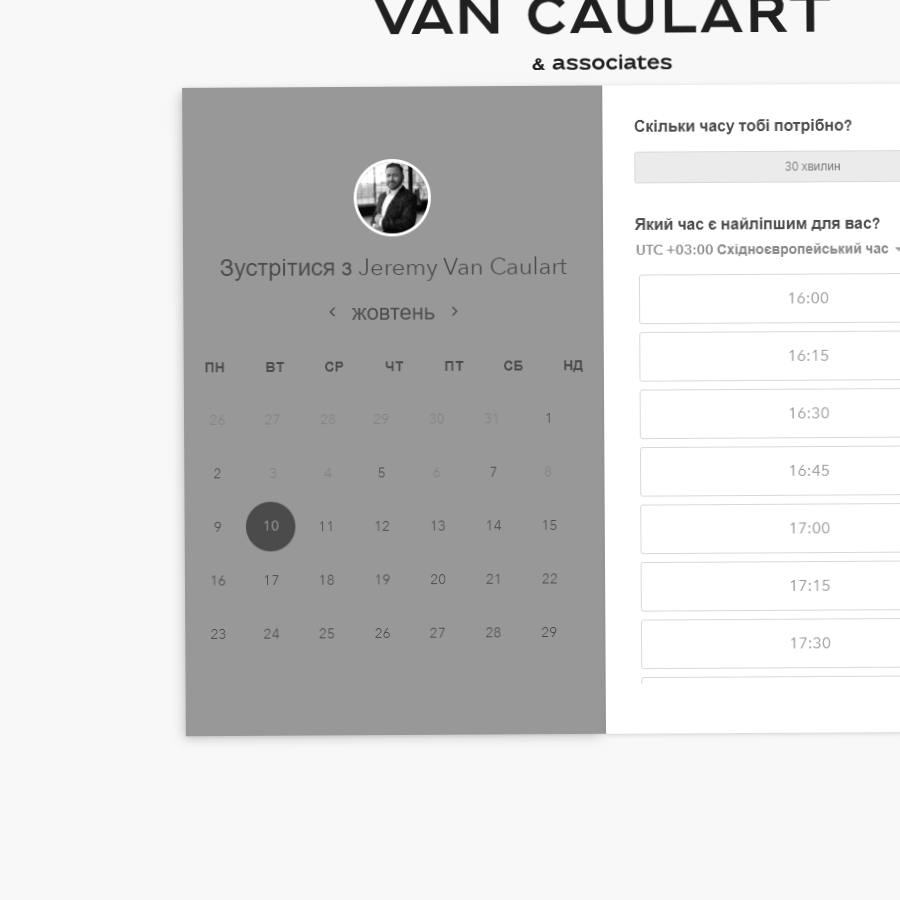 VAN CAULART
& associates
Зустрітися з Jeremy Van Caulart
жовтень
ПН ВТ СР ЧТ ПТ СБ НД
26 27 28 29 30 31 1
2 3 4 5 6 7 8
9 10 11 12 13 14 15
16 17 18 19 20 21 22
23 24 25 26 27 28 29
Скільки часу тобі потрібно?
30 хвилин
Який час є найліпшим для вас?
UTC +03:00 Східноєвропейський час
16:00
16:15
16:30
16:45
17:00
17:15
17:30